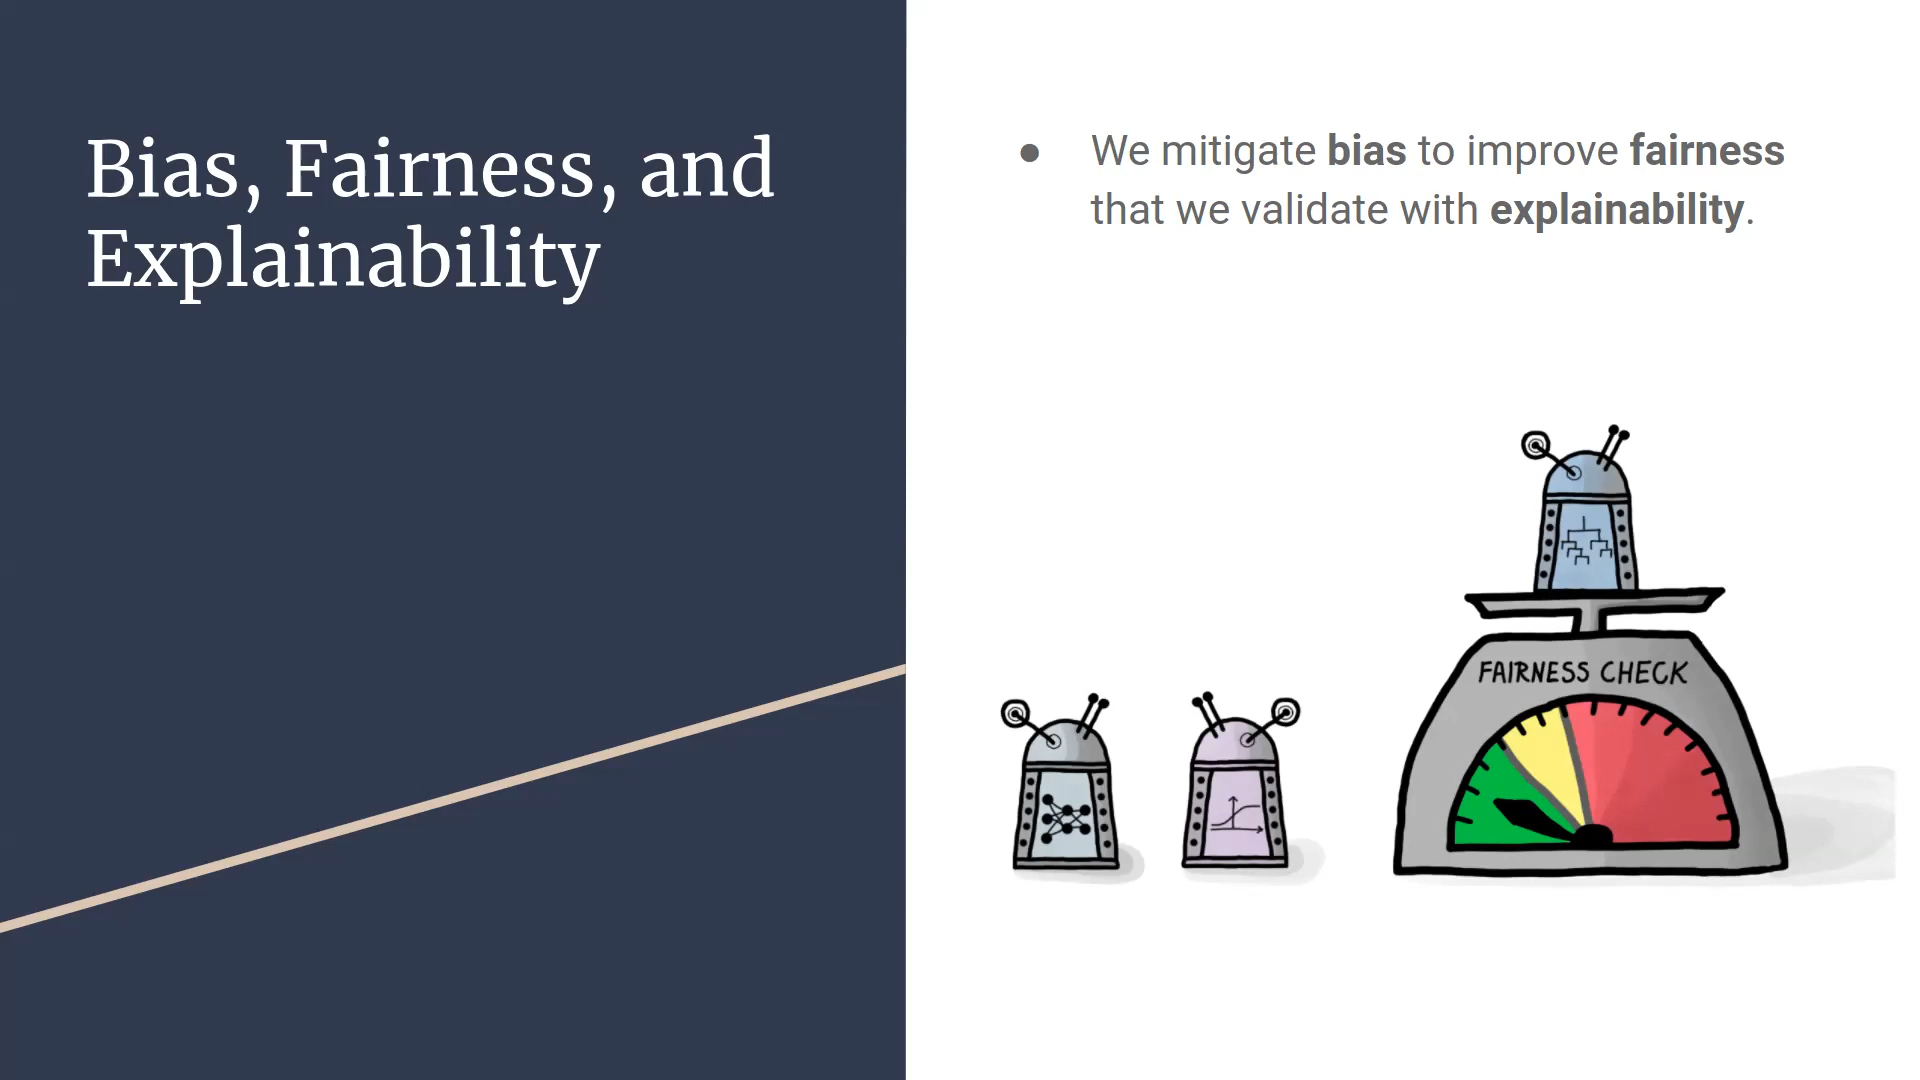 Bias, Fairness, and
Explainability
● We mitigate bias to improve fairness
that we validate with explainability.
FAIRNESS CHECK